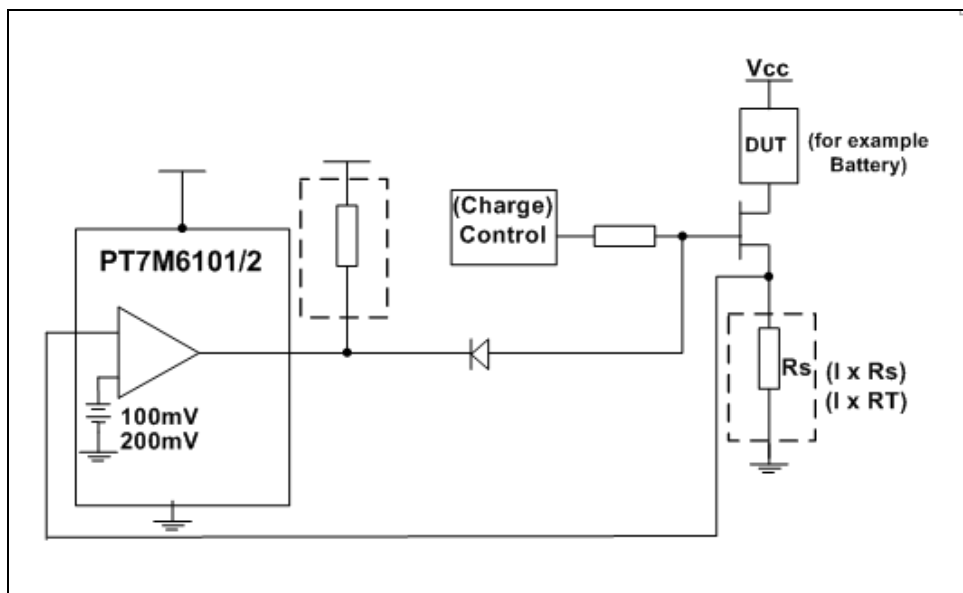 Vcc
DUT
(for example
Battery)
(Charge)
Control
PT7M6101/2
100mV
200mV
Rs
(I x Rs)
(I x RT)